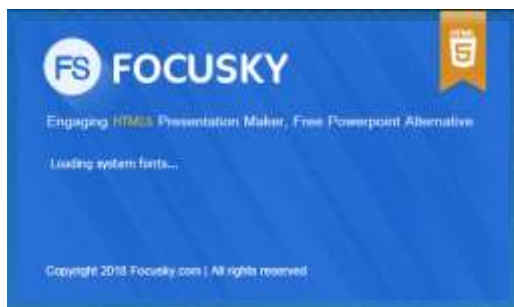 HTML
5
FS FOCUSKY
Engaging HTML5 Presentation Maker, Free Powerpoint Alternative
Loading system fonts...
Copyright 2018 Focusky.com | All rights reserved